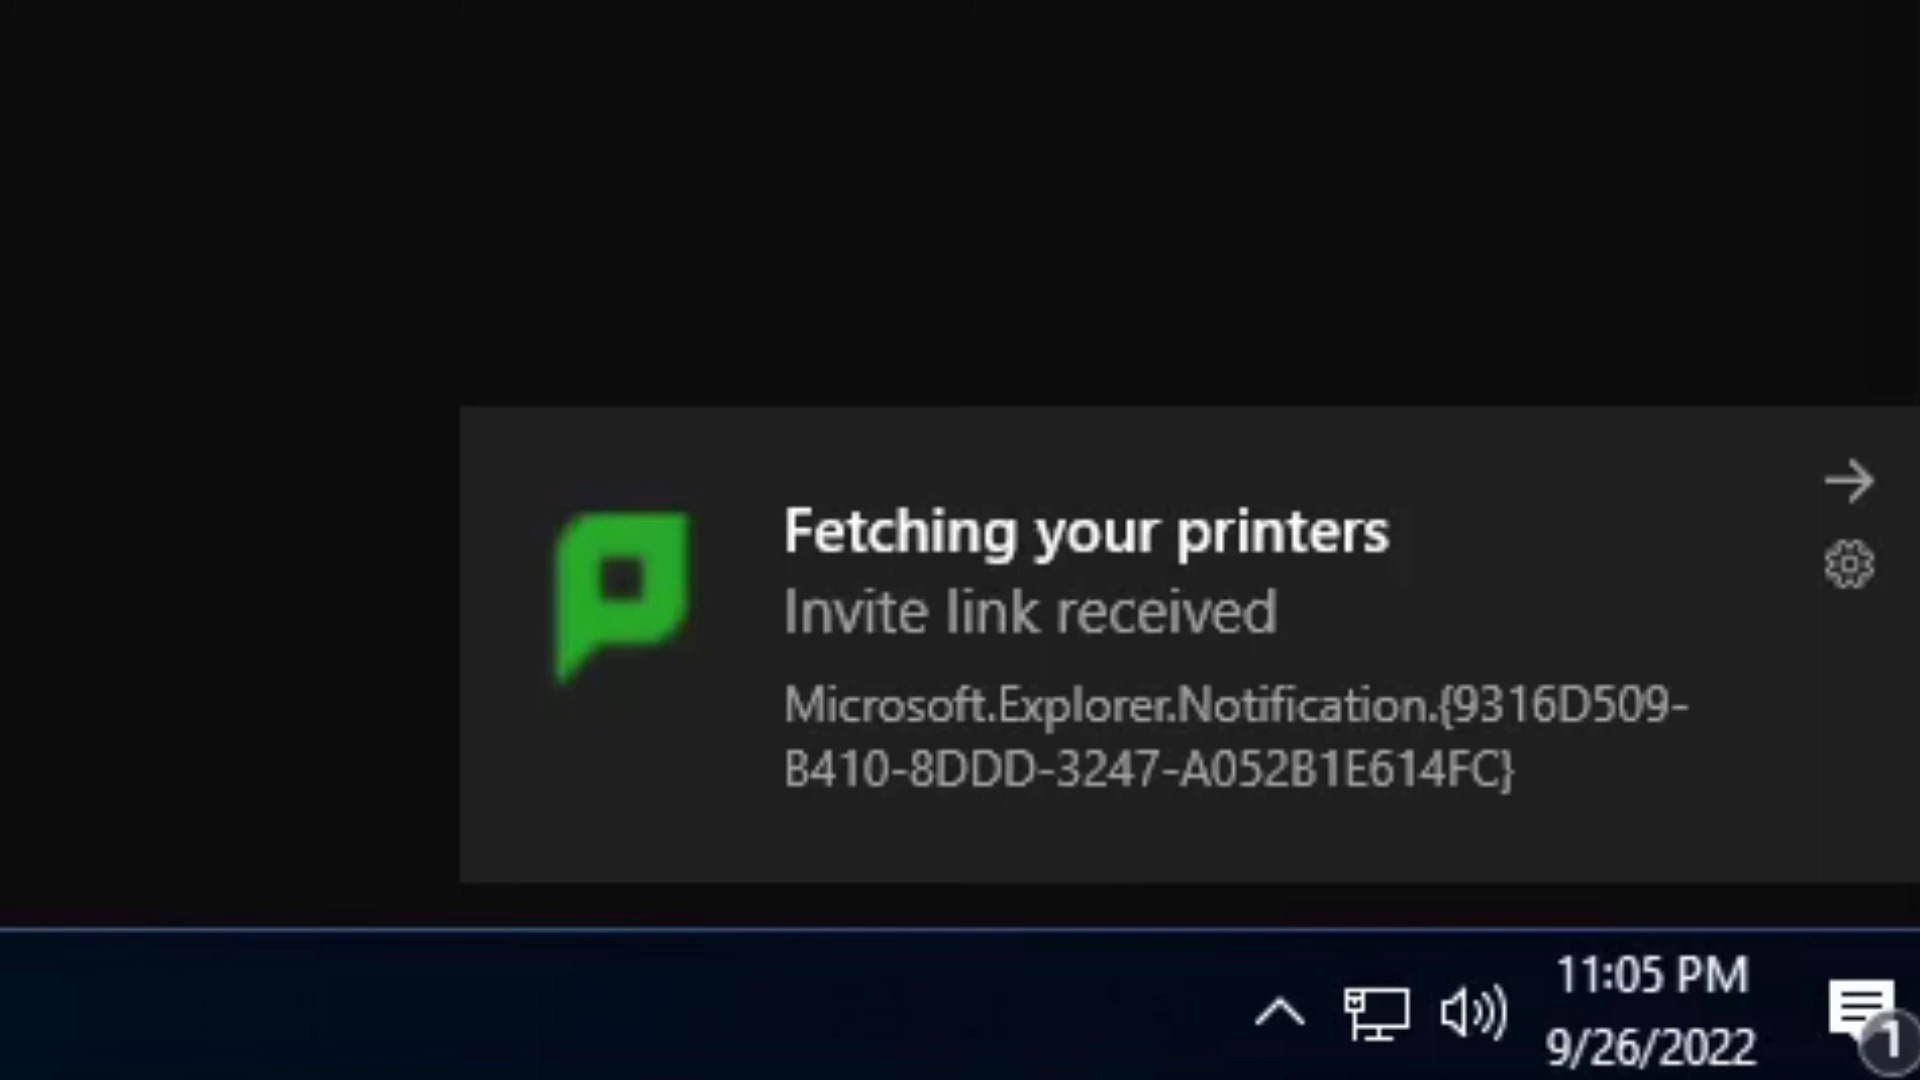 Fetching your printers
Invite link received
Microsoft.Explorer.Notification.{9316D509-
B410-8DDD-3247-A052B1E614FC}
11:05 PM
9/26/2022
1